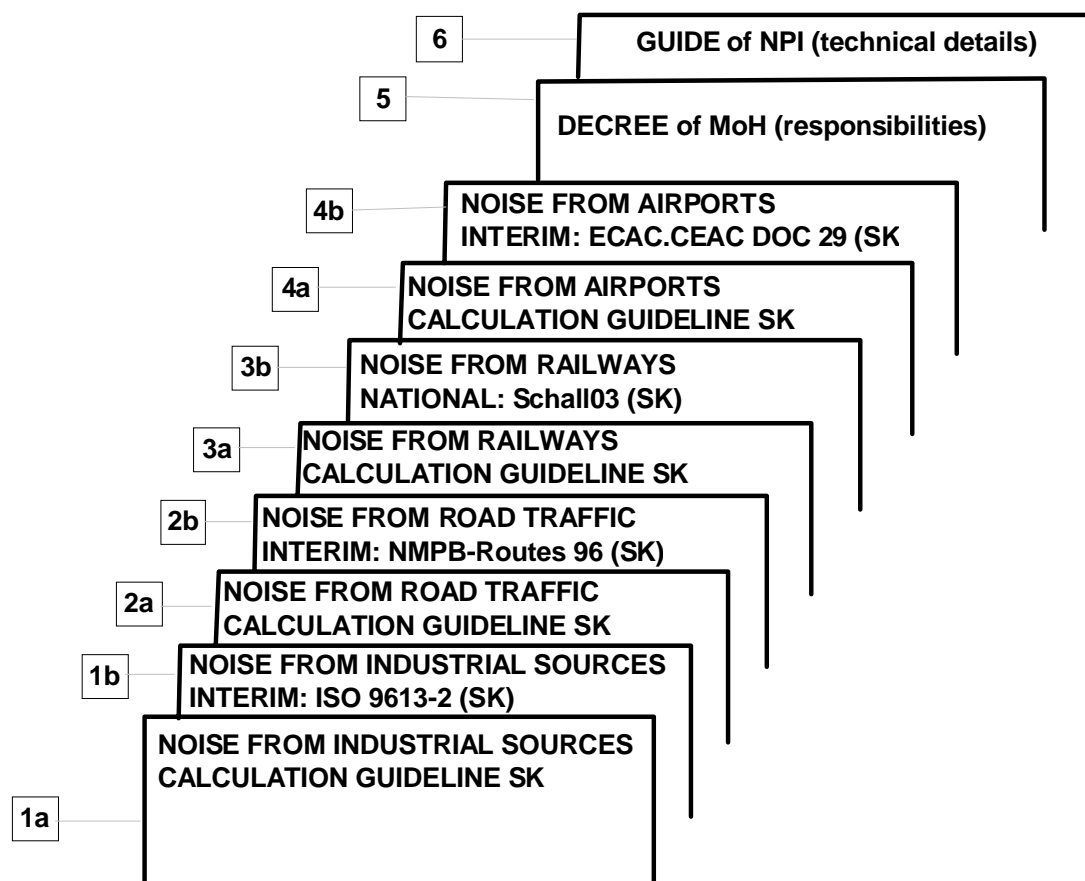 6
GUIDE of NPI (technical details)
5
DECREE of MoH (responsibilities)
4b
NOISE FROM AIRPORTS
INTERIM: ECAC.CEAC DOC 29 (SK
4a
NOISE FROM AIRPORTS
CALCULATION GUIDELINE SK
3b
NOISE FROM RAILWAYS
NATIONAL: Schall03 (SK)
3a
NOISE FROM RAILWAYS
CALCULATION GUIDELINE SK
2b
NOISE FROM ROAD TRAFFIC
INTERIM: NMPB-Routes 96 (SK)
2a
NOISE FROM ROAD TRAFFIC
CALCULATION GUIDELINE SK
1b
NOISE FROM INDUSTRIAL SOURCES
INTERIM: ISO 9613-2 (SK)
NOISE FROM INDUSTRIAL SOURCES
CALCULATION GUIDELINE SK
1a